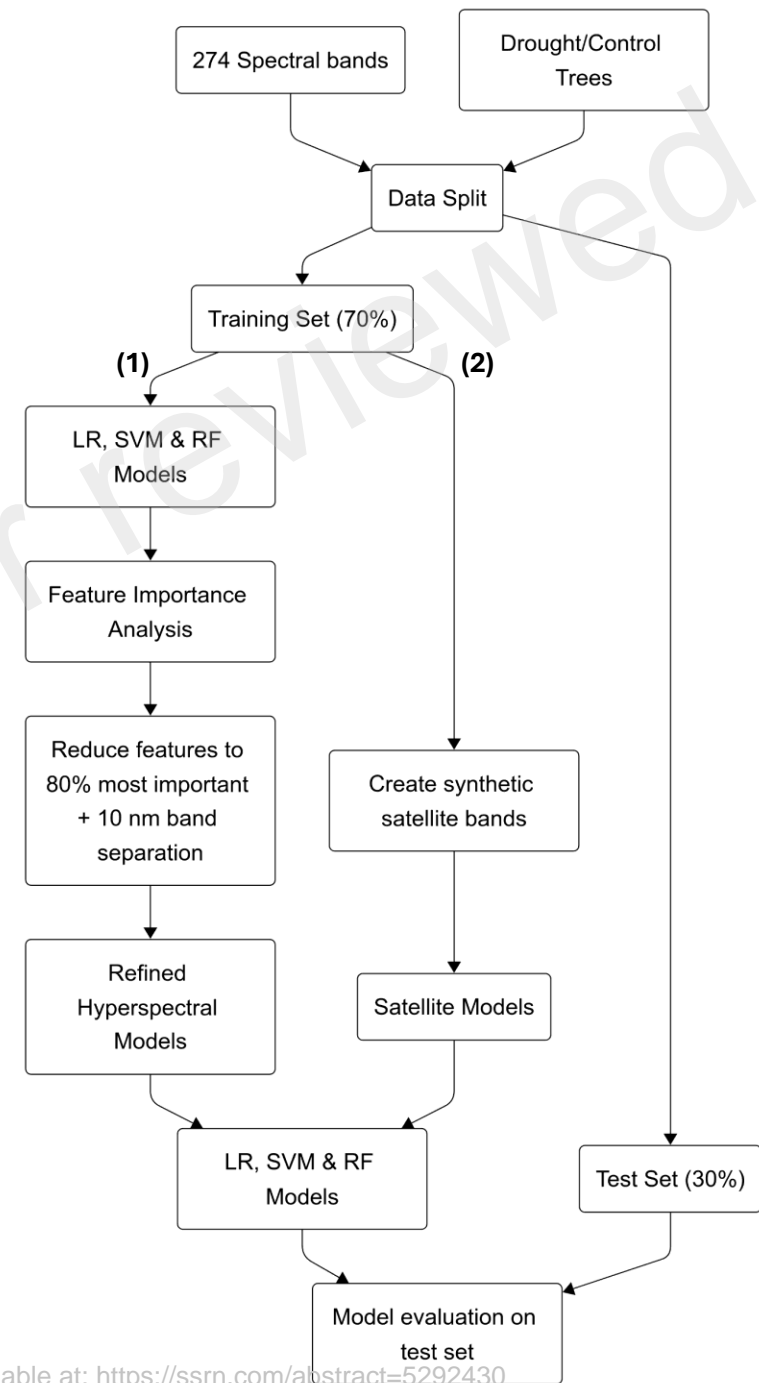 274 Spectral bands
Drought/Control
Trees
Data Split
Training Set (70%)
(1)
(2)
LR, SVM & RF
Models
Feature Importance
Analysis
Reduce features to
80% most important
+ 10 nm band
separation
Create synthetic
satellite bands
Refined
Hyperspectral
Models
Satellite Models
LR, SVM & RF
Models
Test Set (30%)
Model evaluation on
test set
at: https://ssrn.com/abstract=5292430
reviewed